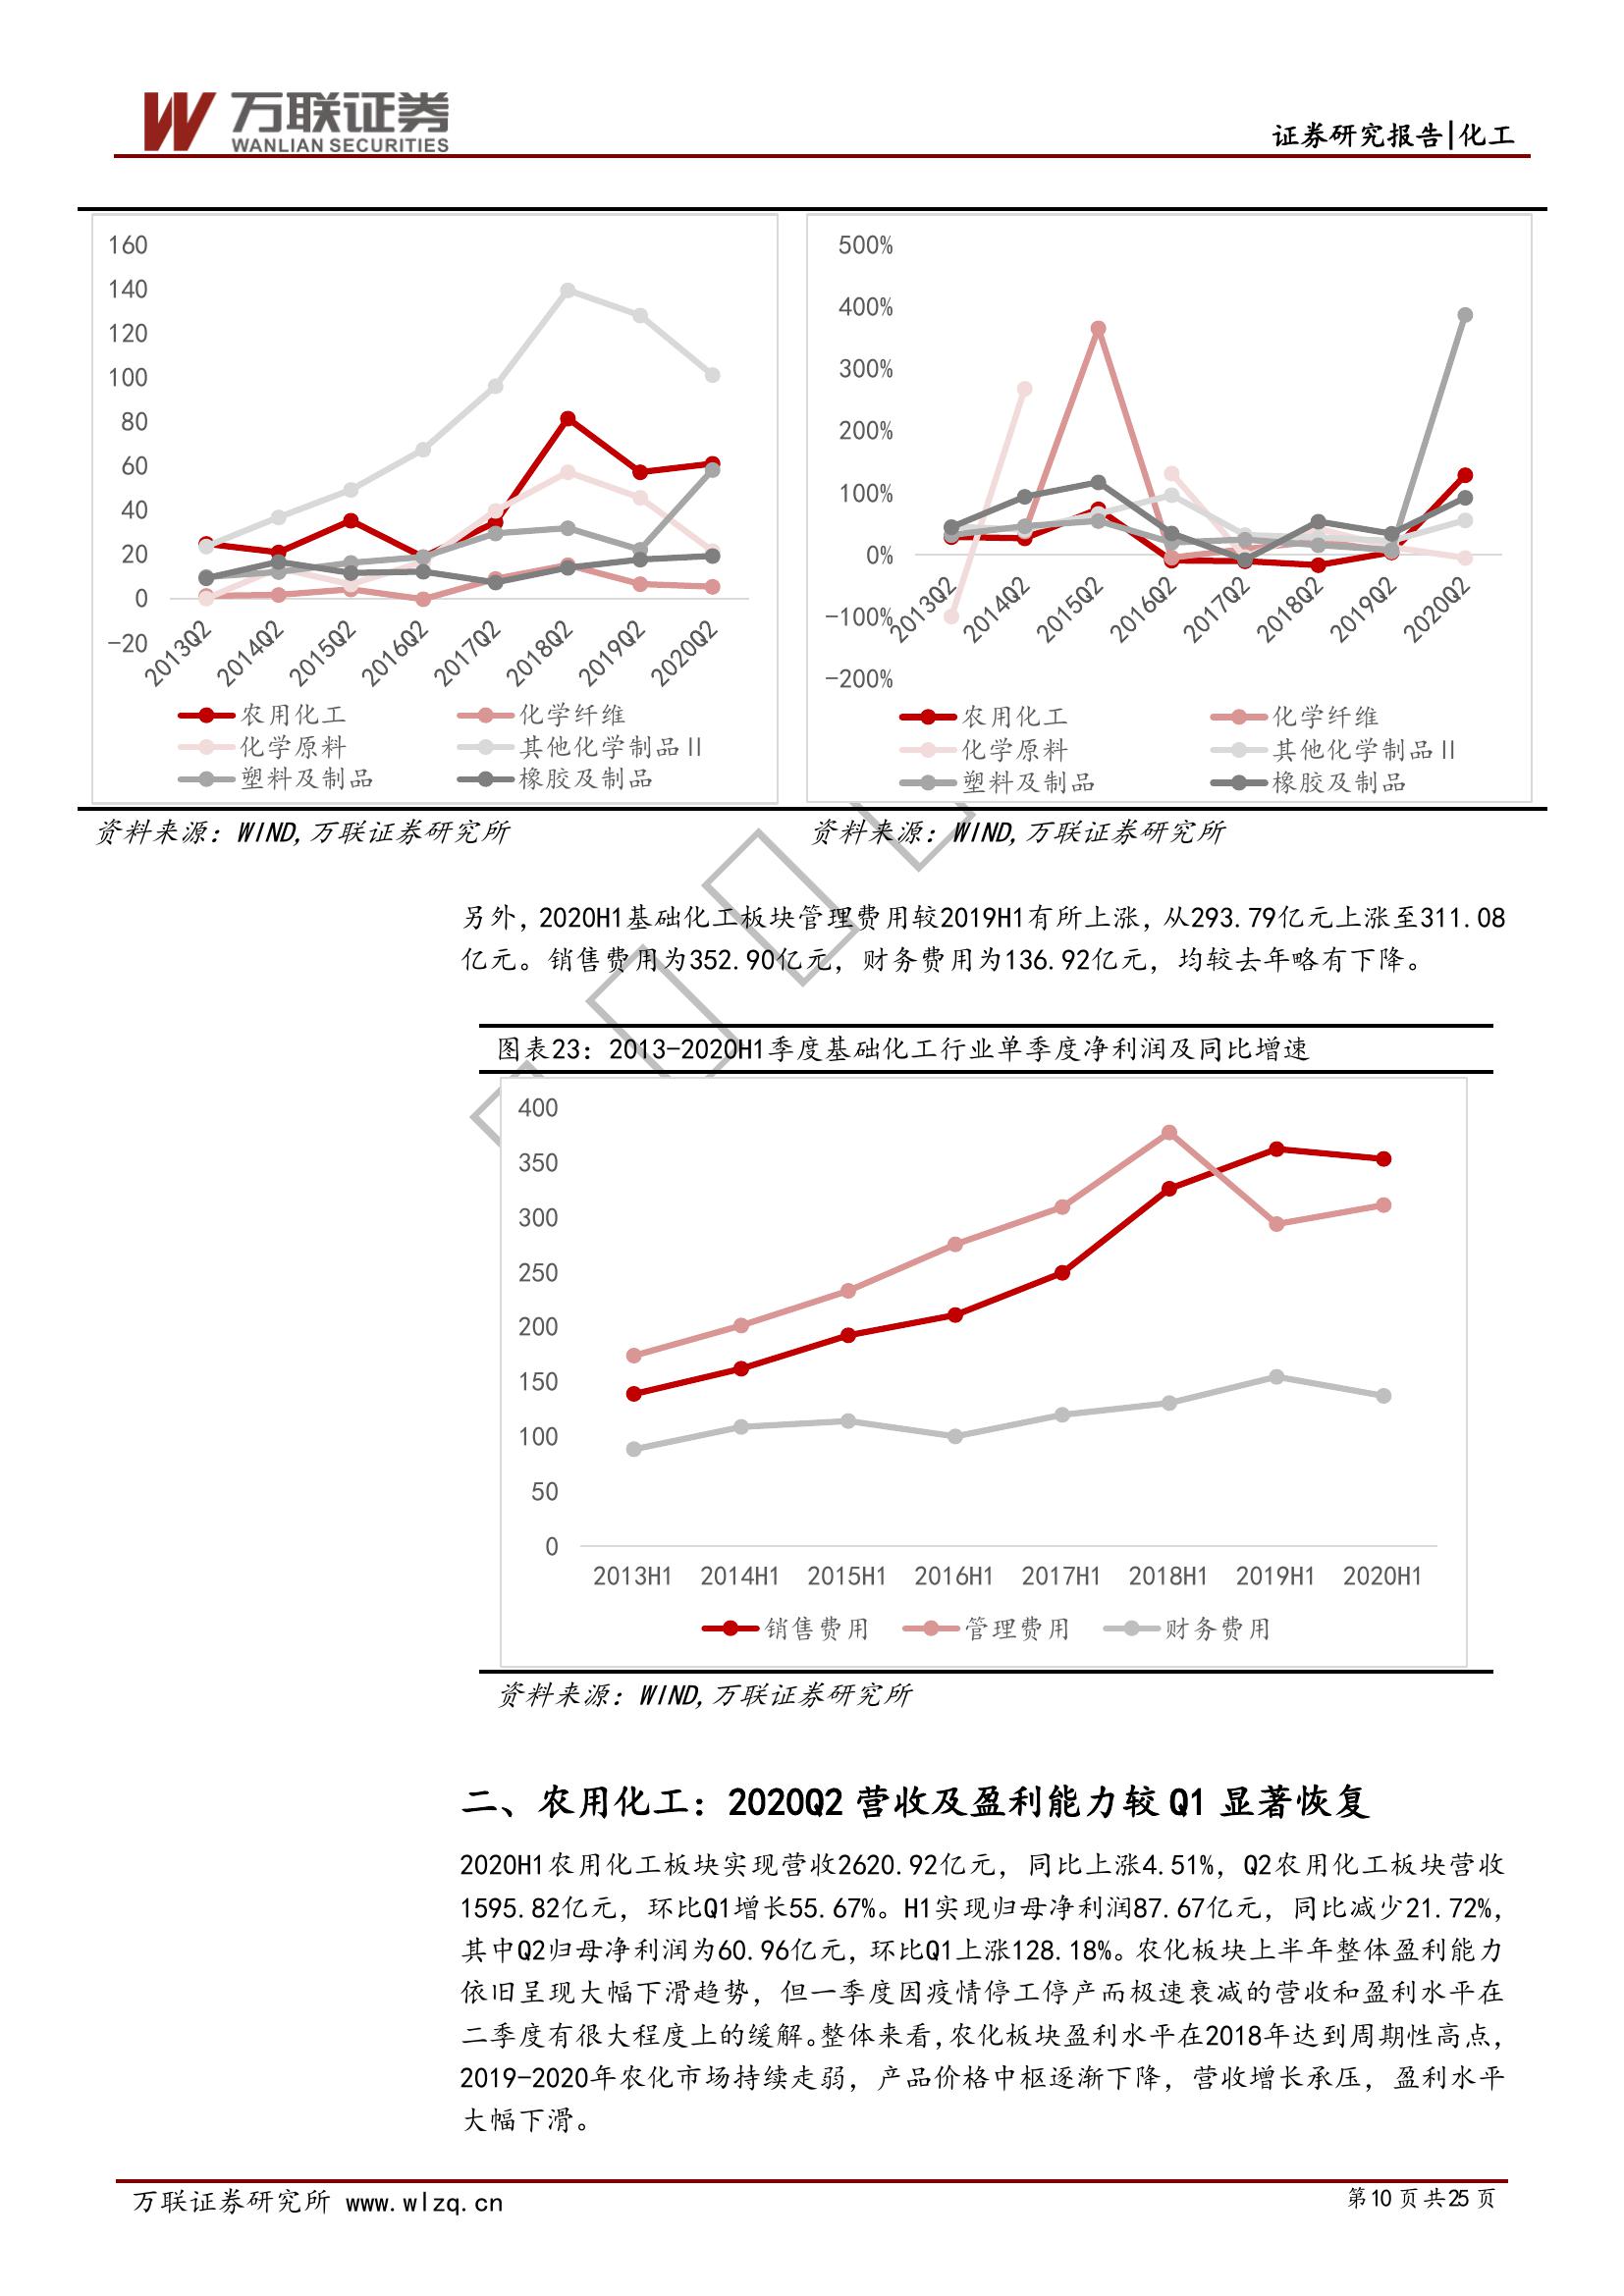 万联证券
WANLIAN SECURITIES
证券研究报告|化工
160
140
120
100
80
60
40
20
0
-20
2013Q2
2014Q2
2015Q2
2016Q2
2017Q2
2018Q2
2019Q2
2020Q2
农用化工 化学纤维
化学原料 其他化学制品Ⅱ
塑料及制品 橡胶及制品
500%
400%
300%
200%
100%
0%
-100%
-200%
2013Q2
2014Q2
2015Q2
2016Q2
2017Q2
2018Q2
2019Q2
2020Q2
农用化工 化学纤维
化学原料 其他化学制品Ⅱ
塑料及制品 橡胶及制品
资料来源：WIND,万联证券研究所
资料来源：WIND,万联证券研究所
另外，2020H1基础化工板块管理费用较2019H1有所上涨，从293.79亿元上涨至311.08
亿元。销售费用为352.90亿元，财务费用为136.92亿元，均较去年略有下降。
图表23：2013-2020H1季度基础化工行业单季度净利润及同比增速
400
350
300
250
200
150
100
50
0
2013H1 2014H1 2015H1 2016H1 2017H1 2018H1 2019H1 2020H1
销售费用 管理费用 财务费用
资料来源：WIND,万联证券研究所
二、农用化工：2020Q2 营收及盈利能力较 Q1 显著恢复
2020H1农用化工板块实现营收2620.92亿元，同比上涨4.51%，Q2农用化工板块营收
1595.82亿元，环比Q1增长55.67%。H1实现归母净利润87.67亿元，同比减少21.72%，
其中Q2归母净利润为60.96亿元，环比Q1上涨128.18%。农化板块上半年整体盈利能力
依旧呈现大幅下滑趋势，但一季度因疫情停工停产而极速衰减的营收和盈利水平在
二季度有很大程度上的缓解。整体来看，农化板块盈利水平在2018年达到周期性高点，
2019-2020年农化市场持续走弱，产品价格中枢逐渐下降，营收增长承压，盈利水平
大幅下滑。
万联证券研究所 www.wlzq.cn
第10 页共25 页